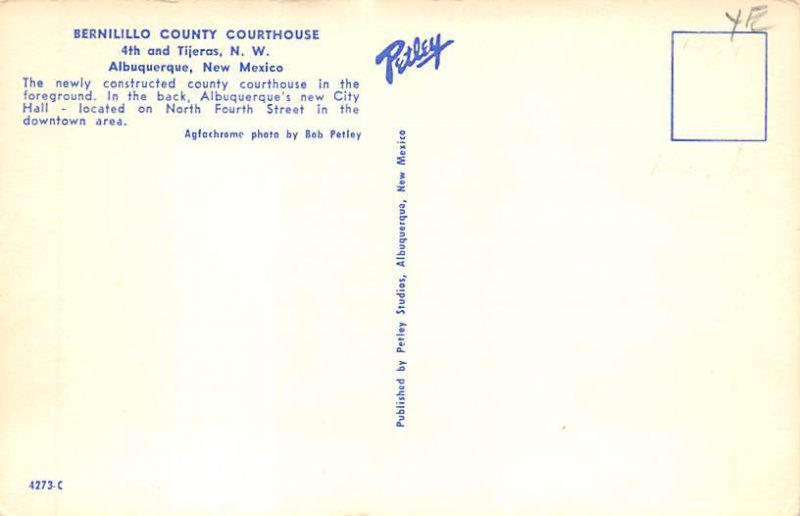 BERNILILLO COUNTY COURTHOUSE
4th and Tijeras, N. W.
Albuquerque, New Mexico
The newly constructed county courthouse in the
foreground. In the back, Albuquerque's new City
Hall - located on North Fourth Street in the
downtown area.
Agfachrome photo by Bob Petley
Petley
Published by Petley Studios, Albuquerque, New Mexico
4273-C